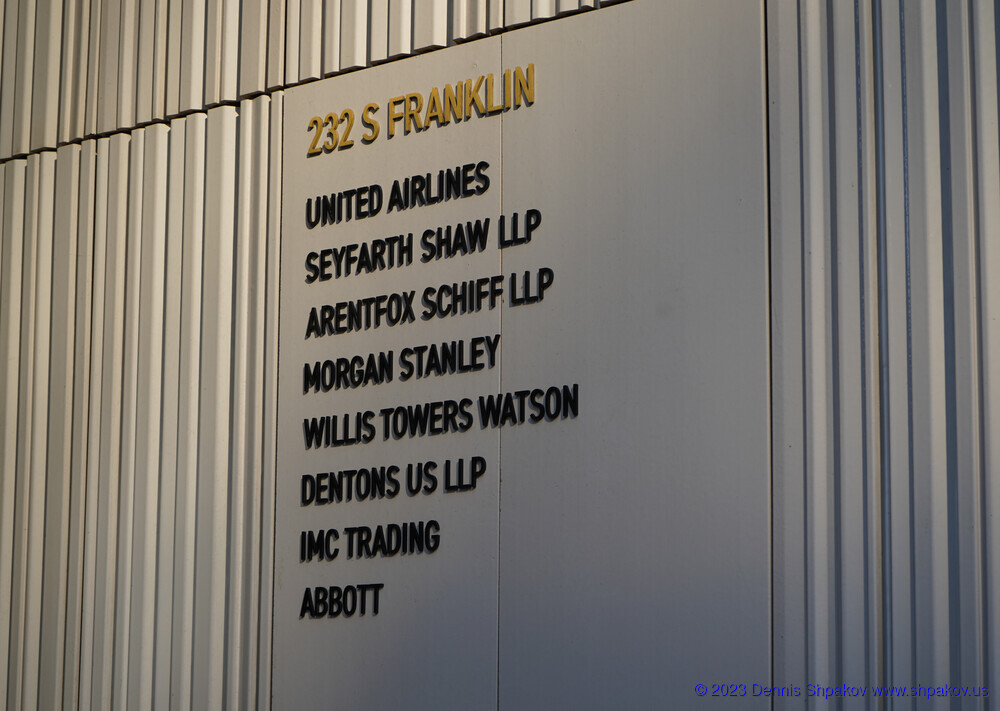 232 S FRANKLIN
UNITED AIRLINES
SEYFARTH SHAW LLP
ARENTFOX SCHIFF LLP
MORGAN STANLEY
WILLIS TOWERS WATSON
DENTONS US LLP
IMC TRADING
ABBOTT
© 2023 Dennis Shpakov www.shpakov.us